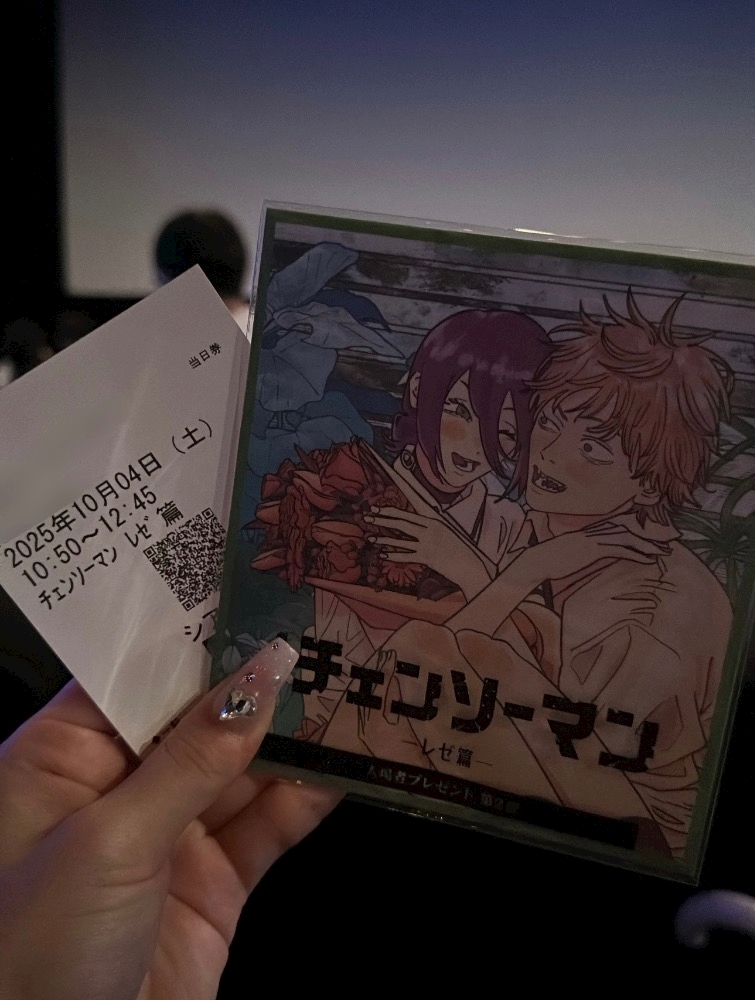 当日券
2025年10月04日（土）
10:50～12:45
チェンソーマン レゼ篇
シア
チェンソーマン
―レゼ篇―
入場者プレゼント 第2弾